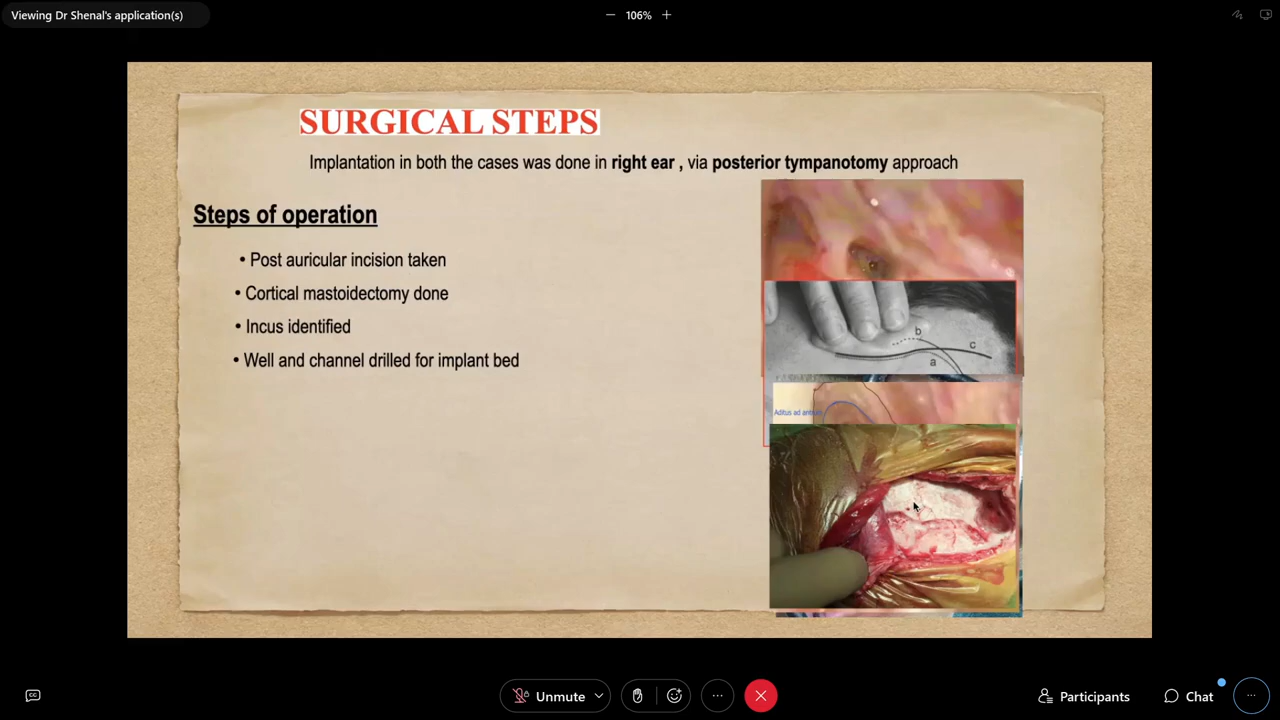 Viewing Dr Shenal's application(s)
106%
SURGICAL STEPS
Implantation in both the cases was done in right ear , via posterior tympanotomy approach
Steps of operation
• Post auricular incision taken
• Cortical mastoidectomy done
• Incus identified
• Well and channel drilled for implant bed
b
c
a
Aditus ad antrum
CC
Unmute
Participants
Chat